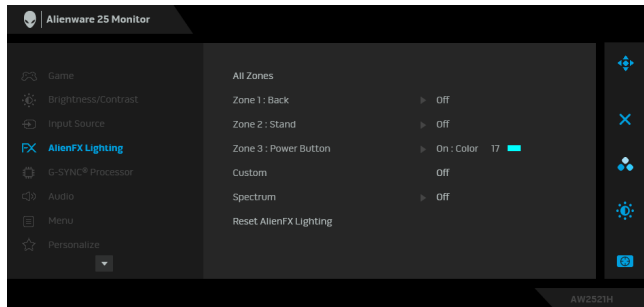 Alienware 25 Monitor
Game
Brightness/Contrast
Input Source
FX AlienFX Lighting
G-SYNC® Processor
Audio
Menu
Personalize
All Zones
Zone 1 : Back Off
Zone 2 : Stand Off
Zone 3 : Power Button On : Color 17
Custom Off
Spectrum Off
Reset AlienFX Lighting
AW2521H